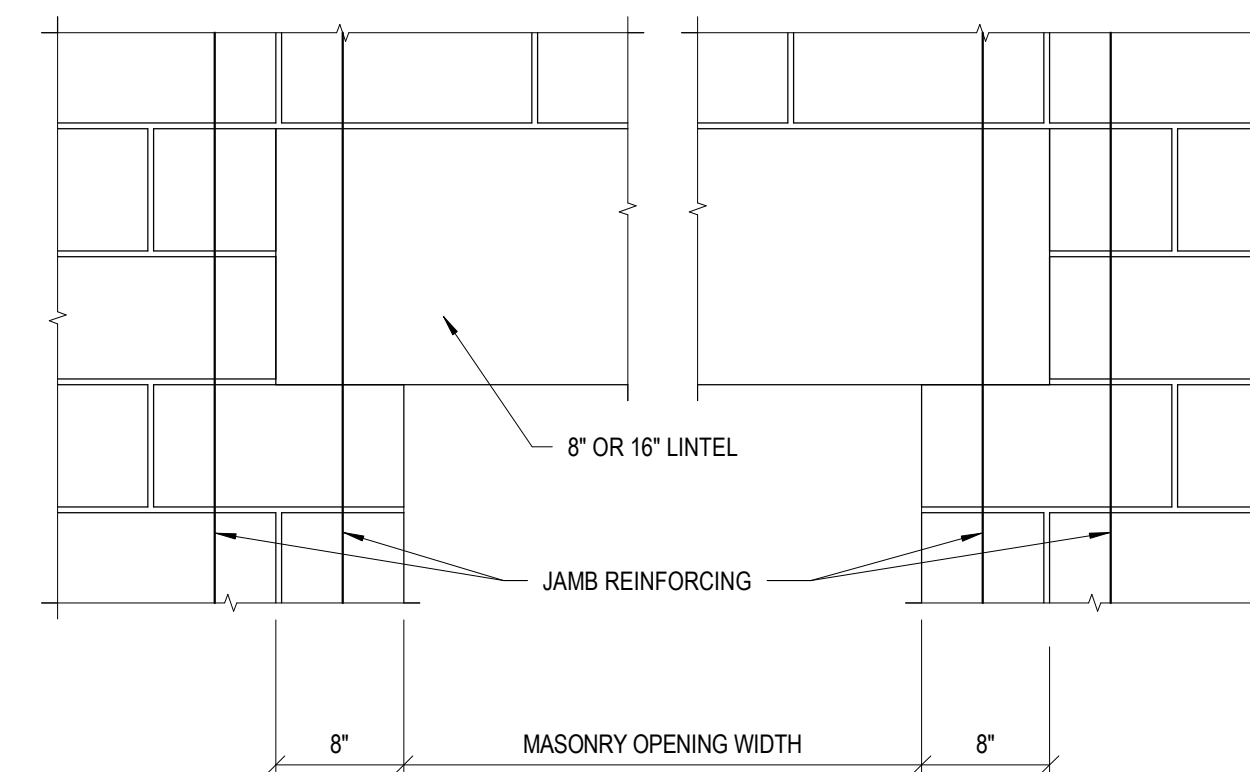 8" OR 16" LINTEL
JAMB REINFORCING
8"
MASONRY OPENING WIDTH
8"